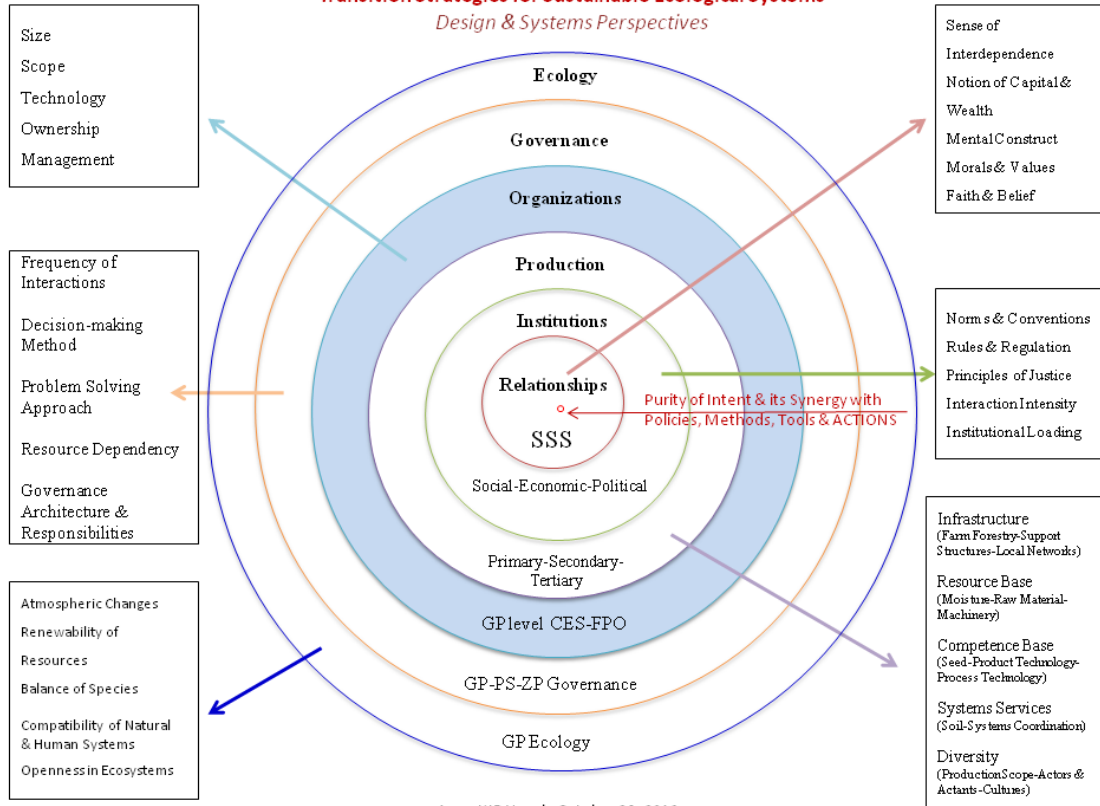 Transition Strategies for Sustainable Ecological Systems
Design & Systems Perspectives
Size
Scope
Technology
Ownership
Management
Frequency of
Interactions
Decision-making
Method
Problem Solving
Approach
Resource Dependency
Governance
Architecture &
Responsibilities
Atmospheric Changes
Renewability of
Resources
Balance of Species
Compatibility of Natural
& Human Systems
Openness in Ecosystems
Ecology
Governance
Organizations
Production
Institutions
Relationships
SSS
Social-Economic-Political
Primary-Secondary-
Tertiary
GP level CES-FPO
GP-PS-ZP Governance
GP Ecology
Purity of Intent & its Synergy with
Policies, Methods, Tools & ACTIONS
Sense of
Interdependence
Notion of Capital &
Wealth
Mental Construct
Morals & Values
Faith & Belief
Norms & Conventions
Rules & Regulation
Principles of Justice
Interaction Intensity
Institutional Loading
Infrastructure
(Farm Forestry-Support
Structures-Local Networks)
Resource Base
(Moisture-Raw Material-
Machinery)
Competence Base
(Seed-Product Technology-
Process Technology)
Systems Services
(Soil-Systems Coordination)
Diversity
(Production Scope-Actors &
Actants-Cultures)